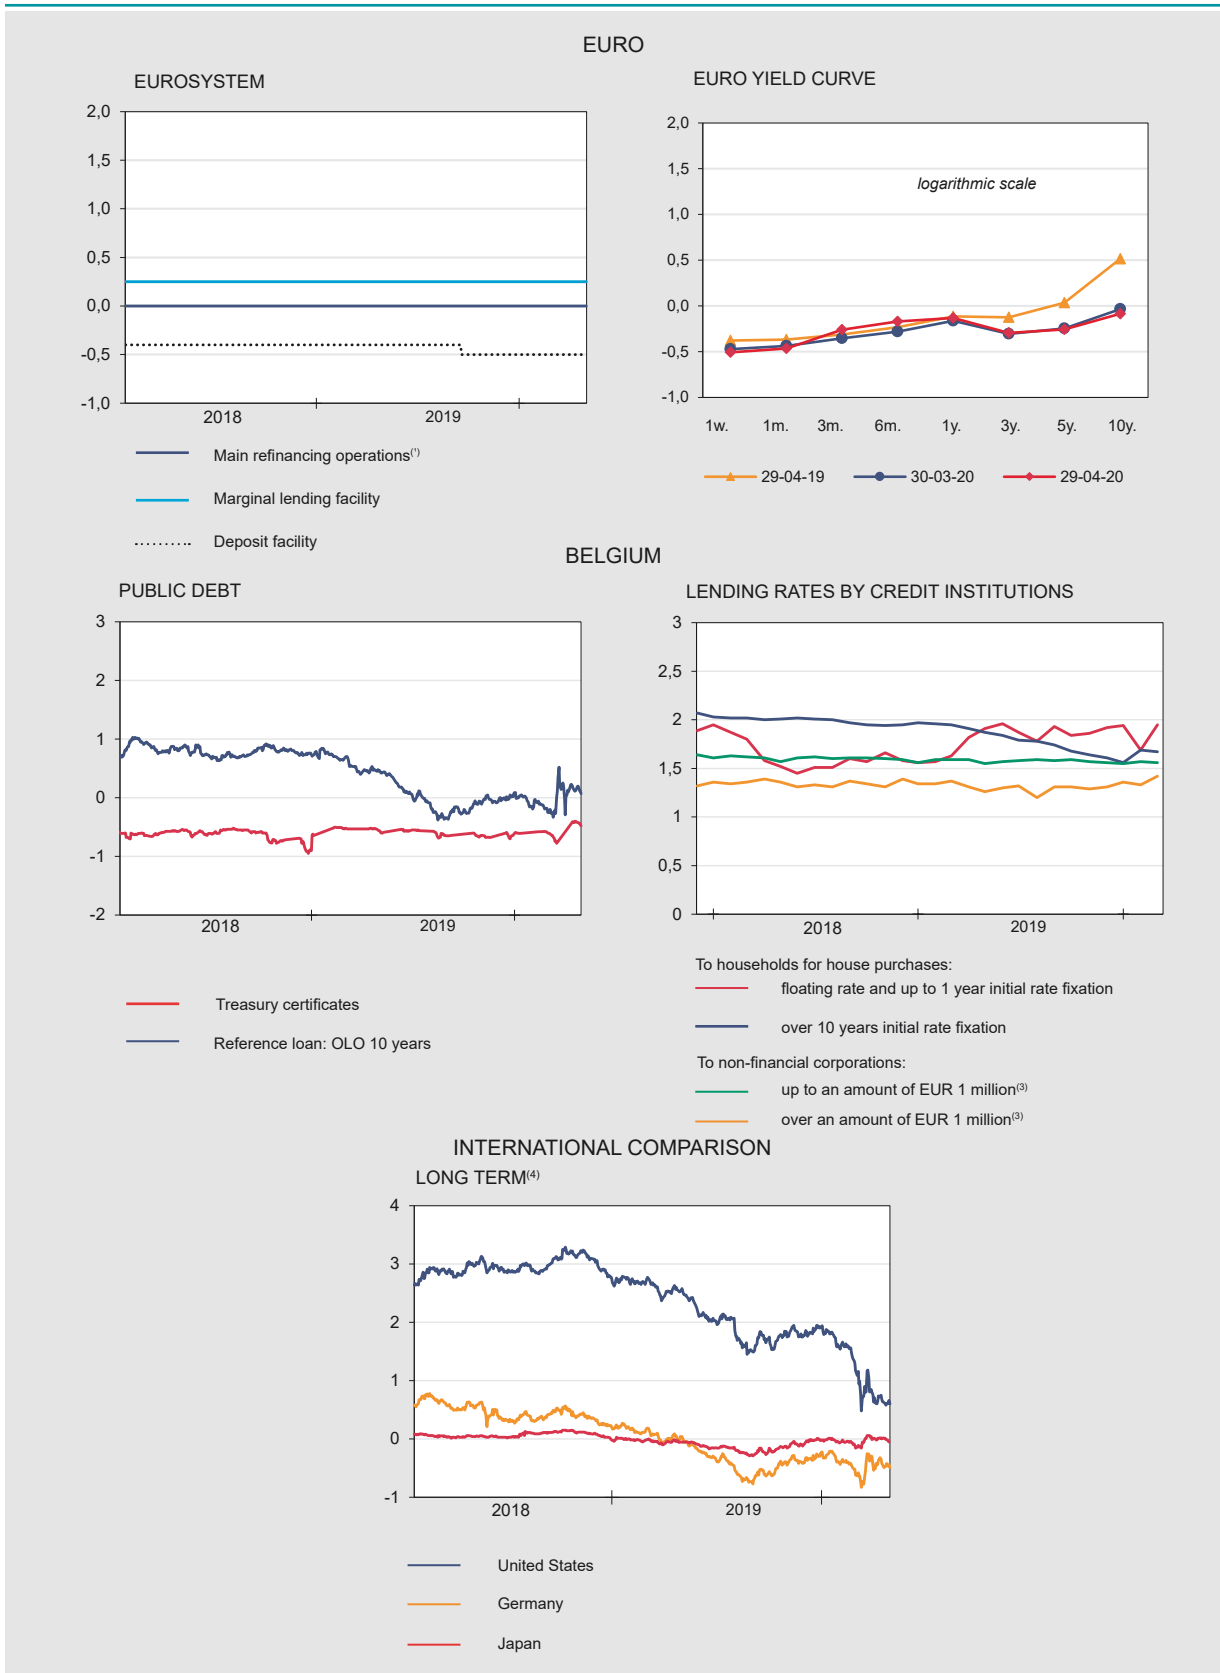 EURO
EUROSYSTEM
2,0
1,5
1,0
0,5
0,0
-0,5
-1,0
2018 2019
Main refinancing operations(¹)
Marginal lending facility
Deposit facility
EURO YIELD CURVE
2,0
1,5
1,0
0,5
0,0
-0,5
-1,0
logarithmic scale
1w. 1m. 3m. 6m. 1y. 3y. 5y. 10y.
29-04-19 30-03-20 29-04-20
BELGIUM
PUBLIC DEBT
3
2
1
0
-1
-2
2018 2019
Treasury certificates
Reference loan: OLO 10 years
LENDING RATES BY CREDIT INSTITUTIONS
3
2,5
2
1,5
1
0,5
0
2018 2019
To households for house purchases:
floating rate and up to 1 year initial rate fixation
over 10 years initial rate fixation
To non-financial corporations:
up to an amount of EUR 1 million(3)
over an amount of EUR 1 million(3)
INTERNATIONAL COMPARISON
LONG TERM(4)
4
3
2
1
0
-1
2018 2019
United States
Germany
Japan